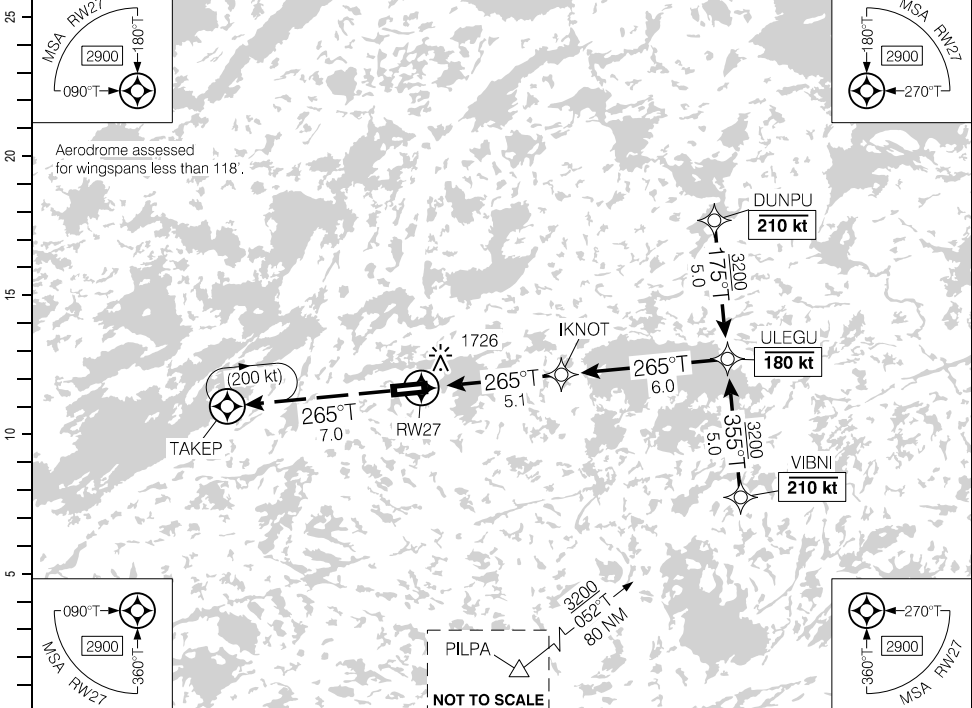 25
MSA RW27
180°T
2900
090°T
MSA RW27
180°T
2900
270°T
Aerodrome assessed
for wingspans less than 118'.
20
DUNPU
210 kt
3200
175°T
5.0
15
IKNOT
1726
ULEGU
180 kt
(200 kt)
265°T
5.1
265°T
6.0
265°T
7.0
RW27
TAKEP
10
3200
355°T
5.0
VIBNI
210 kt
5
090°T
2900
360°T
MSA RW27
PILPA
3200
052°T
80 NM
NOT TO SCALE
270°T
2900
360°T
MSA RW27